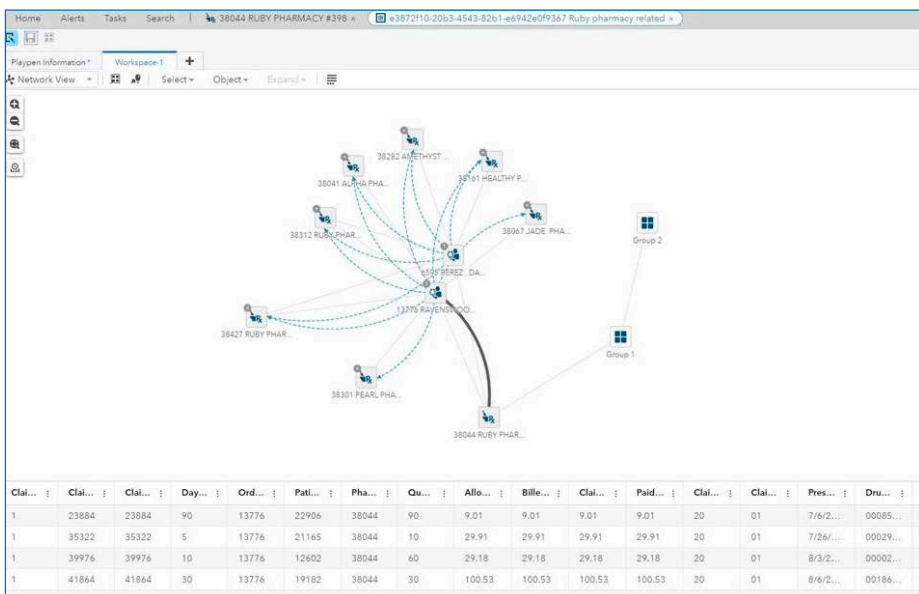 Home Alerts Tasks Search 38044 RUBY PHARMACY #398 × e3872f10-20b3-4543-82b1-e6942e0f9367 Ruby pharmacy related ×
Playpen Information* Workspace-1 +
Network View Select Object Expand
38282 AMETHYST ...
38041 ALPHA PHA...
38161 HEALTHY P...
38312 RUBY PHAR...
38067 JADE PHA...
Group 2
6595 PEREZ , DA...
13776 RAVENSWOO...
38427 RUBY PHAR...
Group 1
38301 PEARL PHA...
38044 RUBY PHAR...
Clai... Clai... Clai... Day... Ord... Pati... Pha... Qu... Allo... Bille... Clai... Paid... Clai... Clai... Pres... Dru...
1 23884 23884 90 13776 22906 38044 90 9.01 9.01 9.01 9.01 20 01 7/6/2... 00085...
1 35322 35322 5 13776 21165 38044 10 29.91 29.91 29.91 29.91 20 01 7/26/... 00029...
1 39976 39976 10 13776 12602 38044 60 29.18 29.18 29.18 29.18 20 01 8/3/2... 00002...
1 41864 41864 30 13776 19182 38044 30 100.53 100.53 100.53 100.53 20 01 8/6/2... 00186...